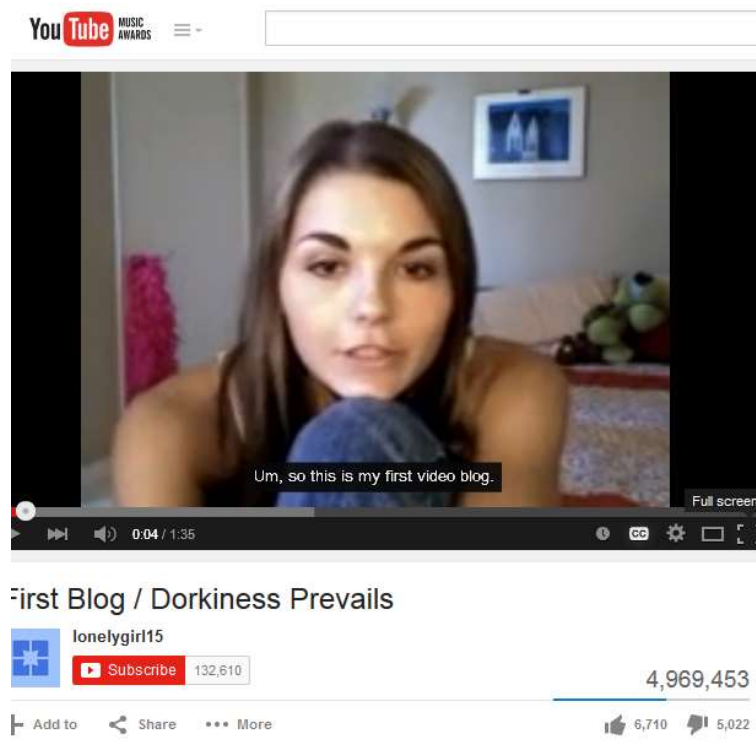 You Tube MUSIC AWARDS
Um, so this is my first video blog.
Full screen
0:04 / 1:35
CC
First Blog / Dorkiness Prevails
lonelygirl15
Subscribe 132,610
4,969,453
Add to Share More
6,710 5,022